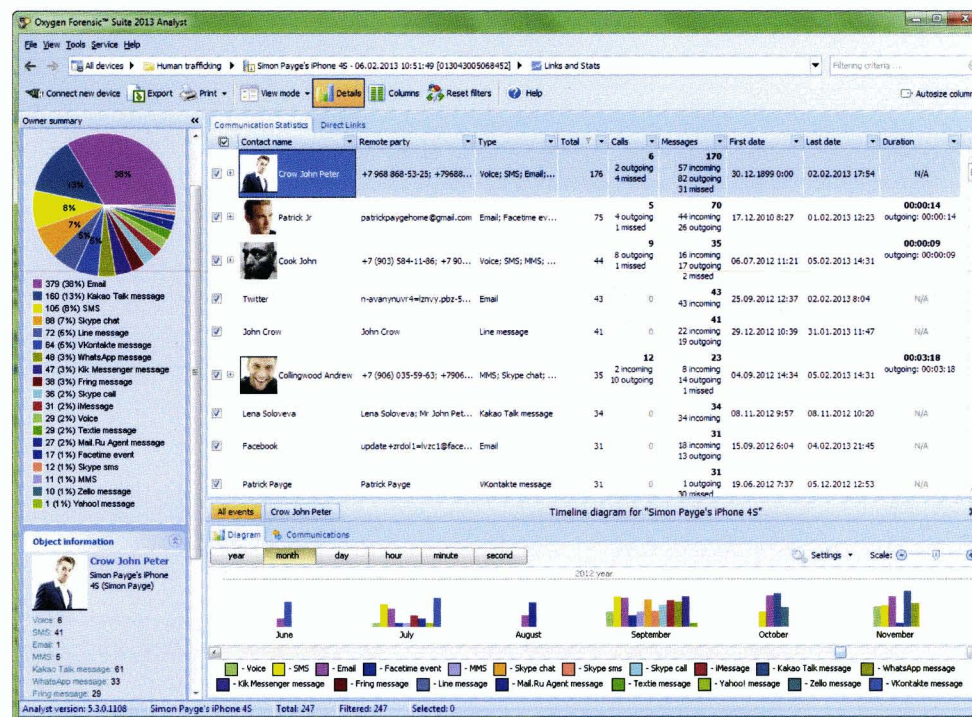 Oxygen Forensic™ Suite 2013 Analyst
File View Tools Service Help
All devices Human trafficking Simon Payge's iPhone 4S - 06.02.2013 10:51:49 [013043005068452] Links and Stats Filtering criteria ...
Connect new device Export Print View mode Details Columns Reset filters Help Autosize column
Owner summary
38%
13%
8%
7%
379 (38%) Email
160 (13%) Kakao Talk message
105 (8%) SMS
88 (7%) Skype chat
72 (6%) Line message
64 (6%) VKontakte message
48 (3%) WhatsApp message
47 (3%) Kik Messenger message
38 (3%) Fring message
36 (2%) Skype call
31 (2%) iMessage
29 (2%) Voice
29 (2%) Textie message
27 (2%) Mail.Ru Agent message
17 (1%) Facetime event
12 (1%) Skype sms
11 (1%) MMS
10 (1%) Zello message
1 (1%) Yahoo! message
Object information
Crow John Peter
Simon Payge's iPhone
4S (Simon Payge)
Voice: 6
SMS: 41
Email: 1
MMS: 5
Kakao Talk message: 61
WhatsApp message: 33
Fring message: 29
Communication Statistics Direct Links
Contact name Remote party Type Total Calls Messages First date Last date Duration
Crow John Peter +7 968 868-53-25; +79688... Voice; SMS; Email;... 176 6 2 outgoing 4 missed 170 57 incoming 82 outgoing 31 missed 30.12.1899 0:00 02.02.2013 17:54 N/A
Patrick Jr patrickpaygehome@gmail.com Email; Facetime ev... 75 5 4 outgoing 1 missed 70 44 incoming 26 outgoing 17.12.2010 8:27 01.02.2013 12:23 00:00:14 outgoing: 00:00:14
Cook John +7 (903) 584-11-86; +7 90... Voice; SMS; MMS; ... 44 9 8 outgoing 1 missed 35 16 incoming 17 outgoing 2 missed 06.07.2012 11:21 05.02.2013 14:31 00:00:09 outgoing: 00:00:09
Twitter n-avanynuvr4=iznvy.pbz-5... Email 43 0 43 43 incoming 25.09.2012 12:37 02.02.2013 8:04 N/A
John Crow John Crow Line message 41 0 41 22 incoming 19 outgoing 29.12.2012 10:39 31.01.2013 11:47 N/A
Collingwood Andrew +7 (906) 035-59-63; +7906... MMS; Skype chat; ... 35 12 2 incoming 10 outgoing 23 8 incoming 14 outgoing 1 missed 04.09.2012 14:34 05.02.2013 14:31 00:03:18 outgoing: 00:03:18
Lena Soloveva Lena Soloveva; Mr John Pet... Kakao Talk message 34 0 34 34 incoming 08.11.2012 9:57 08.11.2012 10:20 N/A
Facebook update+zrdol1=lvzc1@face... Email 31 0 31 18 incoming 13 outgoing 15.09.2012 6:04 04.02.2013 21:45 N/A
Patrick Payge Patrick Payge VKontakte message 31 0 31 1 outgoing 30 missed 19.06.2012 7:37 05.12.2012 12:53 N/A
All events Crow John Peter Timeline diagram for "Simon Payge's iPhone 4S"
Diagram Communications
year month day hour minute second Settings Scale:
2012 year
June July August September October November
- Voice - SMS - Email - Facetime event - MMS - Skype chat - Skype sms - Skype call - iMessage - Kakao Talk message - WhatsApp message
- Kik Messenger message - Fring message - Line message - Mail.Ru Agent message - Textie message - Yahoo! message - Zello message - VKontakte message
Analyst version: 5.3.0.1108 Simon Payge's iPhone 4S Total: 247 Filtered: 247 Selected: 0